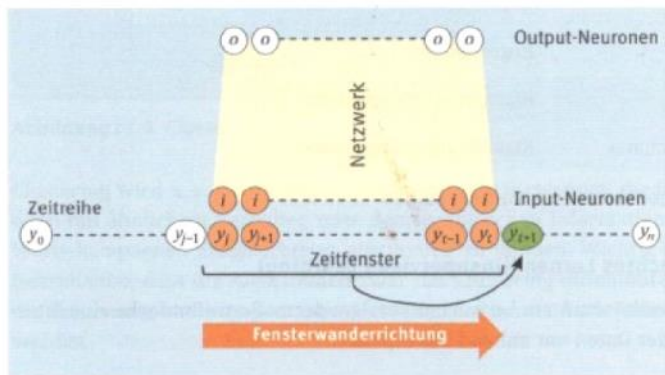 o o o o Output-Neuronen
Netzwerk
i i i i Input-Neuronen
Zeitreihe
y₀ yⱼ₋₁ yⱼ yⱼ₊₁ yₜ₋₁ yₜ yₜ₊₁ yₙ
Zeitfenster
Fensterwanderrichtung